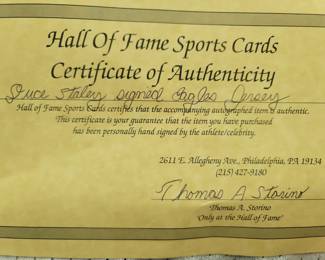 Hall Of Fame Sports Cards
Certificate of Authenticity
Duce Staley signed Eagles Jersey
Hall of Fame Sports Cards certifies that the accompanying autographed item is authentic.
This certificate is your guarantee that the item you have purchased
has been personally hand signed by the athlete/celebrity.
2611 E. Allegheny Ave., Philadelphia, PA 19134
(215) 427-9180
Thomas A Storino
Thomas A. Storino
'Only at the Hall of Fame'